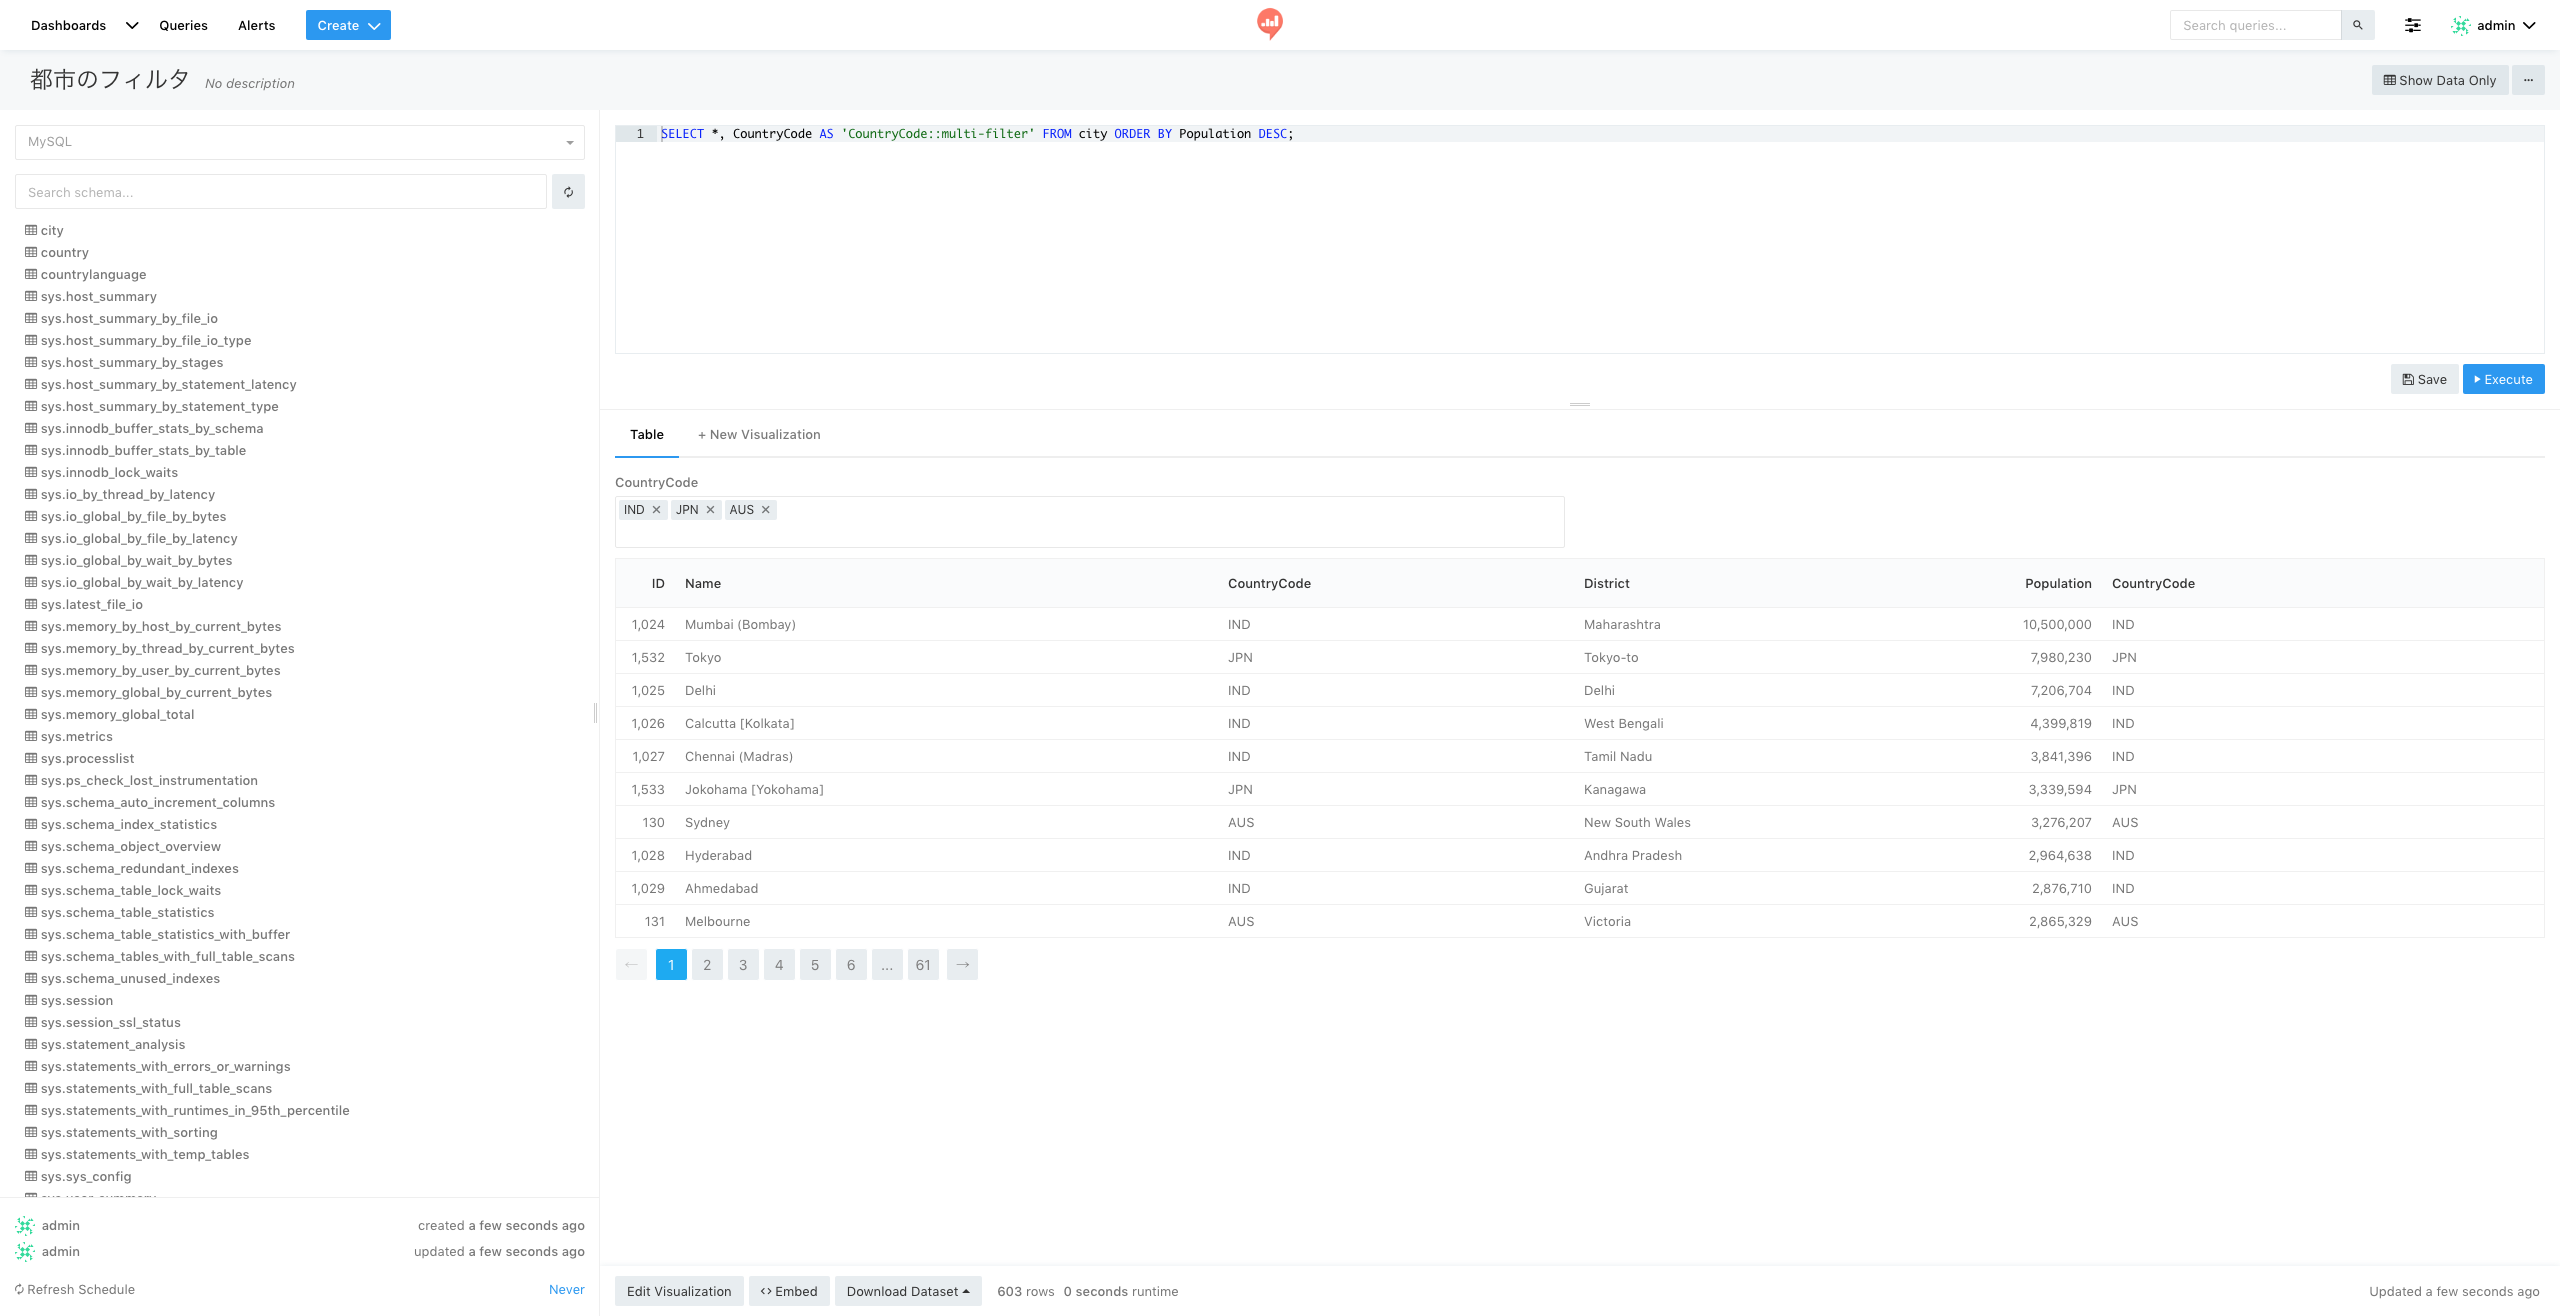 Dashboards Queries Alerts Create Search queries... admin
都市のフィルタ No description Show Data Only ...
MySQL
Search schema...
city
country
countrylanguage
sys.host_summary
sys.host_summary_by_file_io
sys.host_summary_by_file_io_type
sys.host_summary_by_stages
sys.host_summary_by_statement_latency
sys.host_summary_by_statement_type
sys.innodb_buffer_stats_by_schema
sys.innodb_buffer_stats_by_table
sys.innodb_lock_waits
sys.io_by_thread_by_latency
sys.io_global_by_file_by_bytes
sys.io_global_by_file_by_latency
sys.io_global_by_wait_by_bytes
sys.io_global_by_wait_by_latency
sys.latest_file_io
sys.memory_by_host_by_current_bytes
sys.memory_by_thread_by_current_bytes
sys.memory_by_user_by_current_bytes
sys.memory_global_by_current_bytes
sys.memory_global_total
sys.metrics
sys.processlist
sys.ps_check_lost_instrumentation
sys.schema_auto_increment_columns
sys.schema_index_statistics
sys.schema_object_overview
sys.schema_redundant_indexes
sys.schema_table_lock_waits
sys.schema_table_statistics
sys.schema_table_statistics_with_buffer
sys.schema_tables_with_full_table_scans
sys.schema_unused_indexes
sys.session
sys.session_ssl_status
sys.statement_analysis
sys.statements_with_errors_or_warnings
sys.statements_with_full_table_scans
sys.statements_with_runtimes_in_95th_percentile
sys.statements_with_sorting
sys.statements_with_temp_tables
sys.sys_config
admin created a few seconds ago
admin updated a few seconds ago
Refresh Schedule Never
1 SELECT *, CountryCode AS 'CountryCode::multi-filter' FROM city ORDER BY Population DESC;
Save Execute
Table + New Visualization
CountryCode
IND × JPN × AUS ×
ID Name CountryCode District Population CountryCode
1,024 Mumbai (Bombay) IND Maharashtra 10,500,000 IND
1,532 Tokyo JPN Tokyo-to 7,980,230 JPN
1,025 Delhi IND Delhi 7,206,704 IND
1,026 Calcutta [Kolkata] IND West Bengali 4,399,819 IND
1,027 Chennai (Madras) IND Tamil Nadu 3,841,396 IND
1,533 Jokohama [Yokohama] JPN Kanagawa 3,339,594 JPN
130 Sydney AUS New South Wales 3,276,207 AUS
1,028 Hyderabad IND Andhra Pradesh 2,964,638 IND
1,029 Ahmedabad IND Gujarat 2,876,710 IND
131 Melbourne AUS Victoria 2,865,329 AUS
← 1 2 3 4 5 6 ... 61 →
Edit Visualization <> Embed Download Dataset 603 rows 0 seconds runtime Updated a few seconds ago